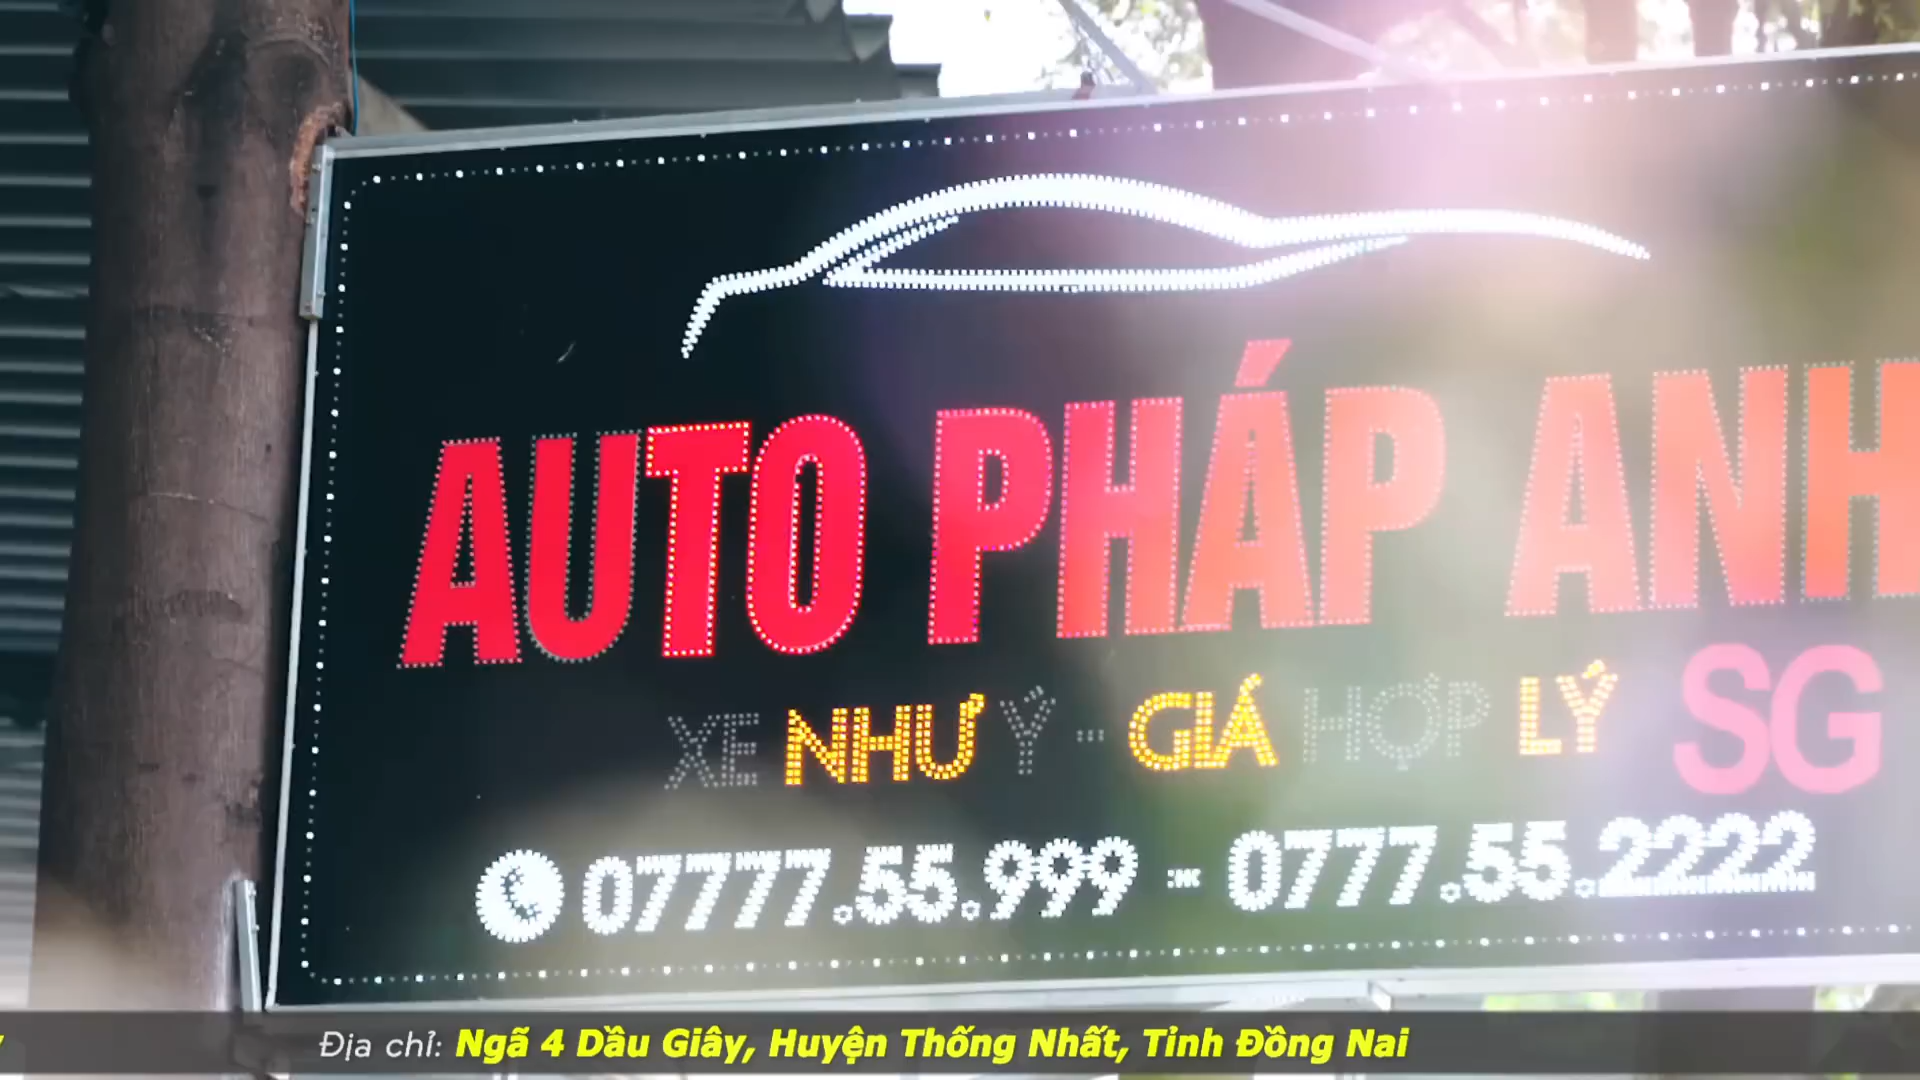 AUTO PHÁP ANH
XE NHƯ Ý - GIÁ HỢP LÝ SG
07777.55.999 - 0777.55.2222
Địa chỉ: Ngã 4 Dầu Giây, Huyện Thống Nhất, Tỉnh Đồng Nai